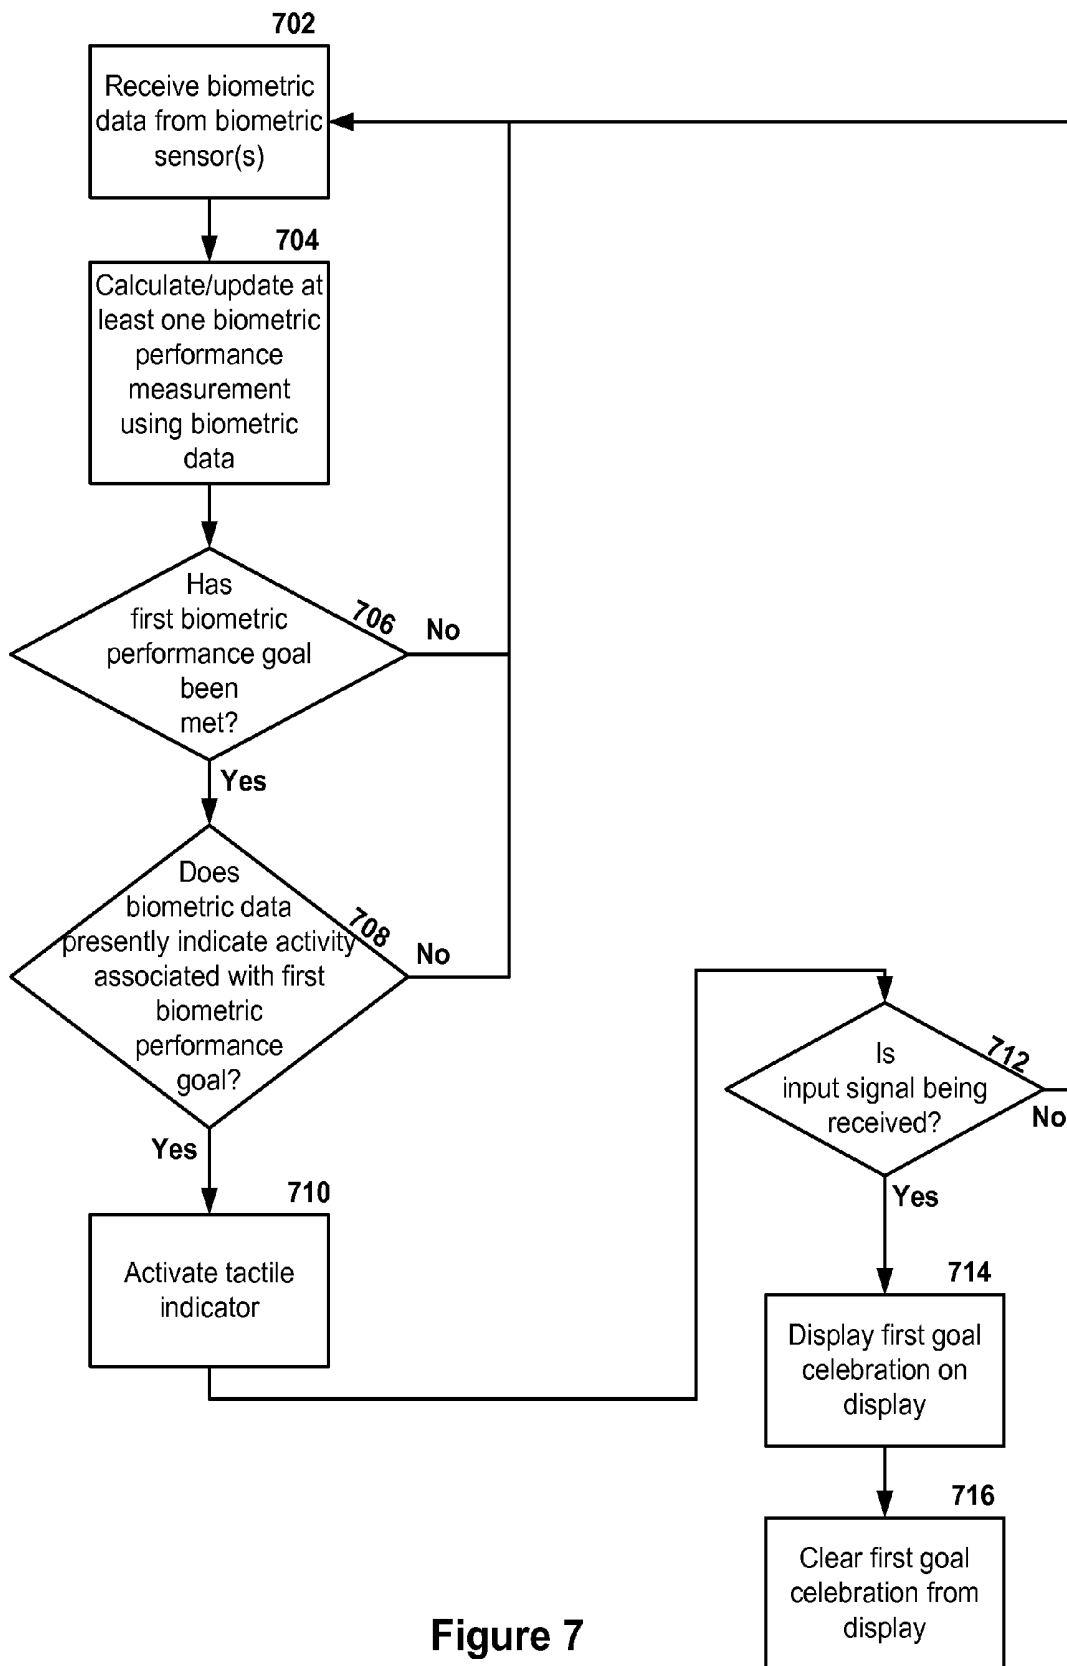 702
Receive biometric
data from biometric
sensor(s)
704
Calculate/update at
least one biometric
performance
measurement
using biometric
data
Has
first biometric
performance goal
been
met?
706
No
Yes
Does
biometric data
presently indicate activity
associated with first
biometric
performance
goal?
708
No
Yes
710
Activate tactile
indicator
Is
input signal being
received?
712
No
Yes
714
Display first goal
celebration on
display
716
Clear first goal
celebration from
display
Figure 7